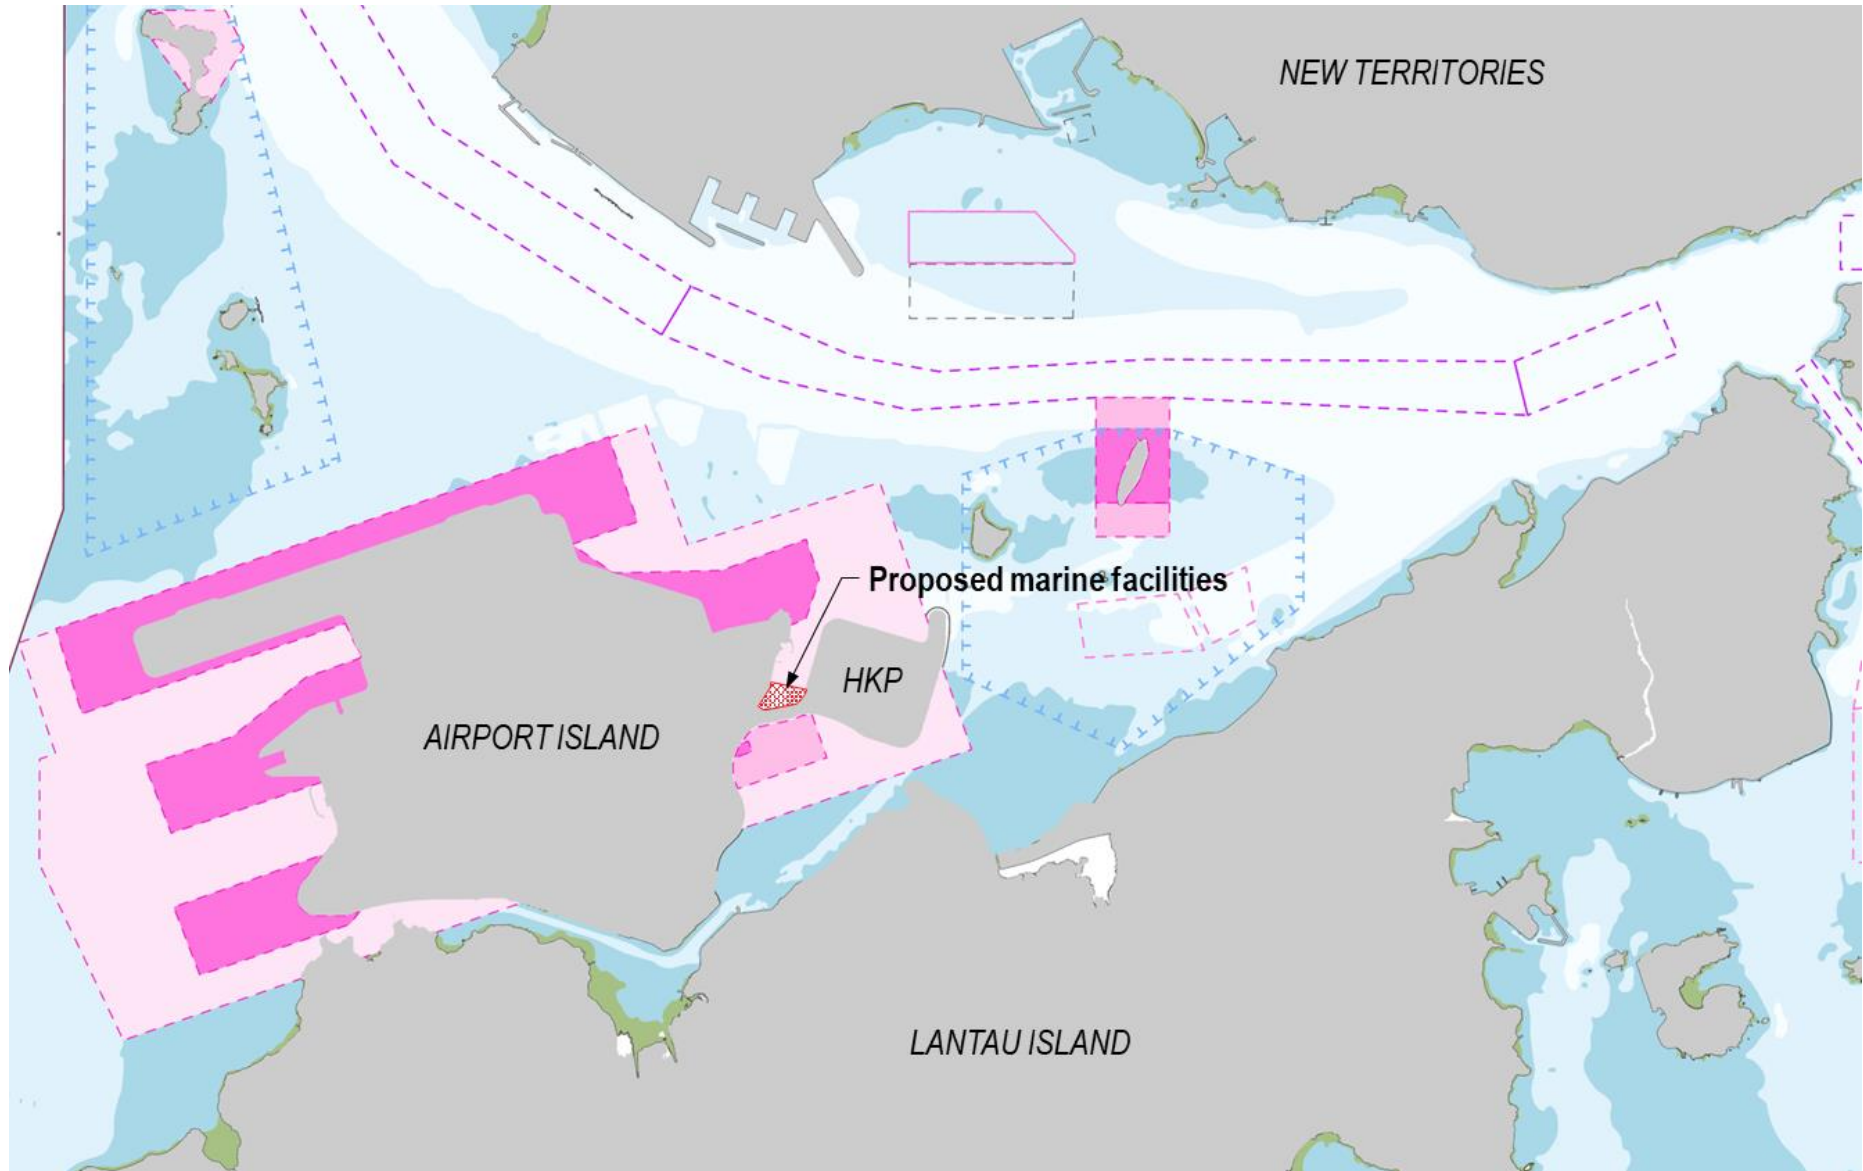 NEW TERRITORIES
Proposed marine facilities
HKP
AIRPORT ISLAND
LANTAU ISLAND